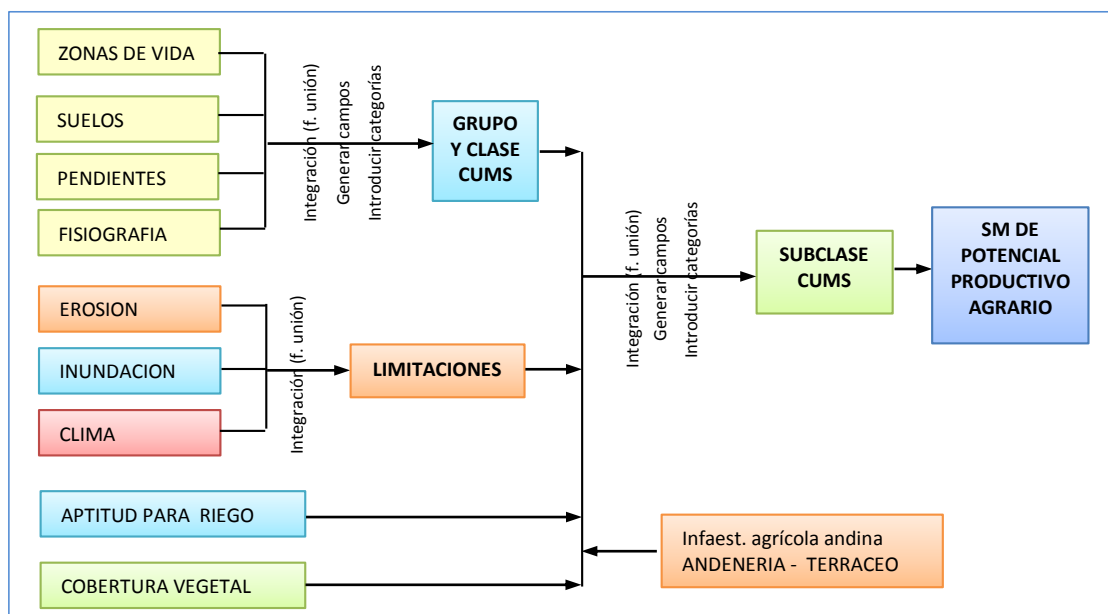 ZONAS DE VIDA
SUELOS
PENDIENTES
FISIOGRAFIA
Integración (f. unión)
Generar campos
Introducir categorías
GRUPO
Y CLASE
CUMS
EROSION
INUNDACION
CLIMA
Integración (f. unión)
LIMITACIONES
APTITUD PARA RIEGO
COBERTURA VEGETAL
Infaest. agrícola andina
ANDENERIA - TERRACEO
Integración (f. unión)
Generar campos
Introducir categorías
SUBCLASE
CUMS
SM DE
POTENCIAL
PRODUCTIVO
AGRARIO